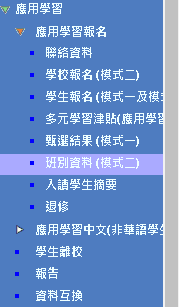 應用學習
應用學習報名
聯絡資料
學校報名 (模式二)
學生報名 (模式一及模
多元學習津貼(應用學習
甄選結果 (模式一)
班別資料 (模式二)
入讀學生摘要
退修
應用學習中文(非華語學生
學生離校
報告
資料互換